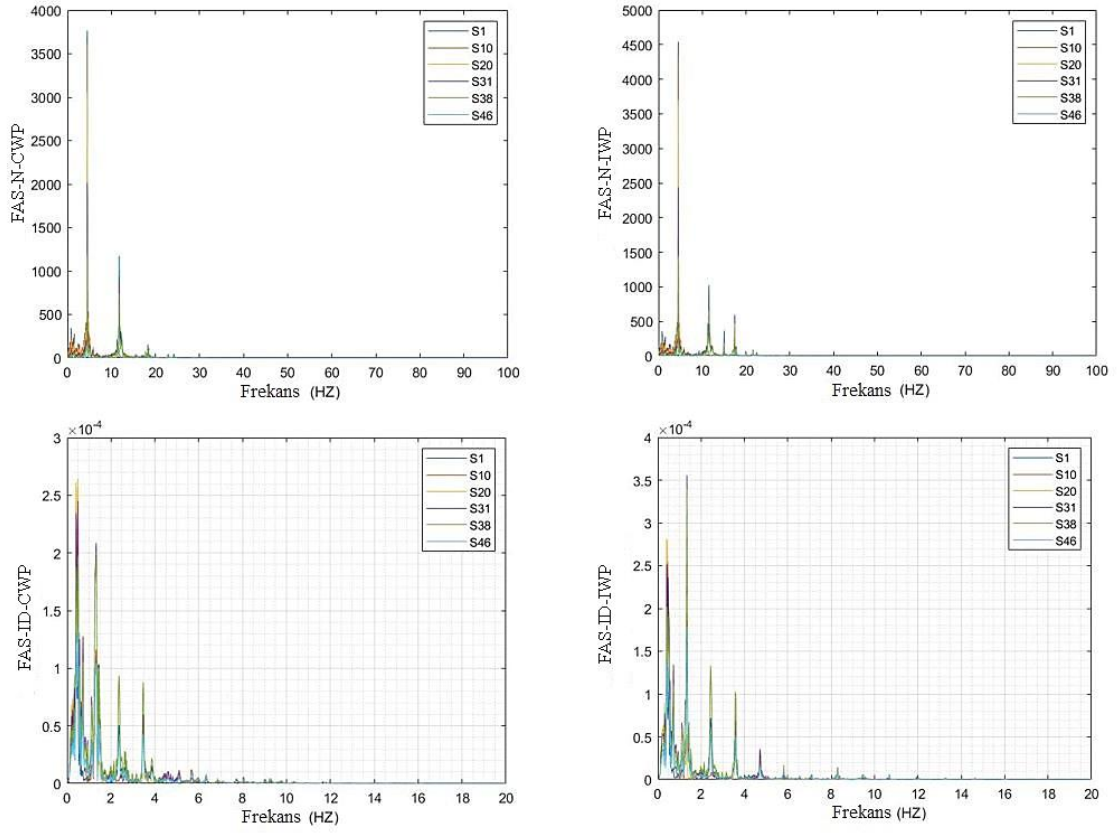 4000
3500
3000
2500
2000
1500
1000
500
0
FAS-N-CWP
S1
S10
S20
S31
S38
S46
0 10 20 30 40 50 60 70 80 90 100
Frekans (HZ)
5000
4500
4000
3500
3000
2500
2000
1500
1000
500
0
FAS-N-IWP
S1
S10
S20
S31
S38
S46
0 10 20 30 40 50 60 70 80 90 100
Frekans (HZ)
×10⁻⁴
3
2.5
2
1.5
1
0.5
0
FAS-ID-CWP
S1
S10
S20
S31
S38
S46
0 2 4 6 8 10 12 14 16 18 20
Frekans (HZ)
×10⁻⁴
4
3.5
3
2.5
2
1.5
1
0.5
0
FAS-ID-IWP
S1
S10
S20
S31
S38
S46
0 2 4 6 8 10 12 14 16 18 20
Frekans (HZ)